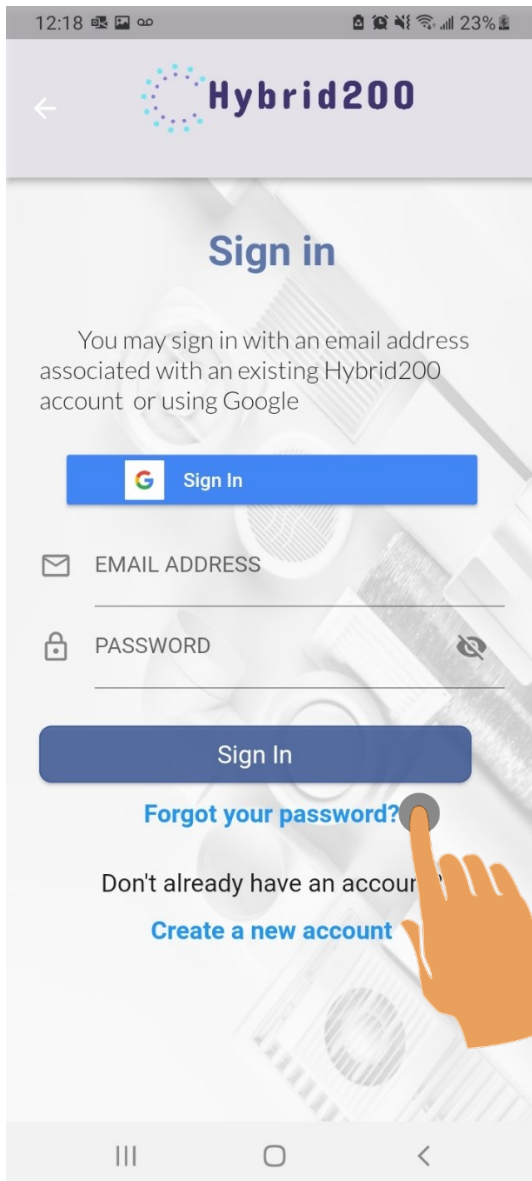 12:18 23%
Hybrid200
Sign in
You may sign in with an email address
associated with an existing Hybrid200
account or using Google
G Sign In
EMAIL ADDRESS
PASSWORD
Sign In
Forgot your password?
Don't already have an account?
Create a new account